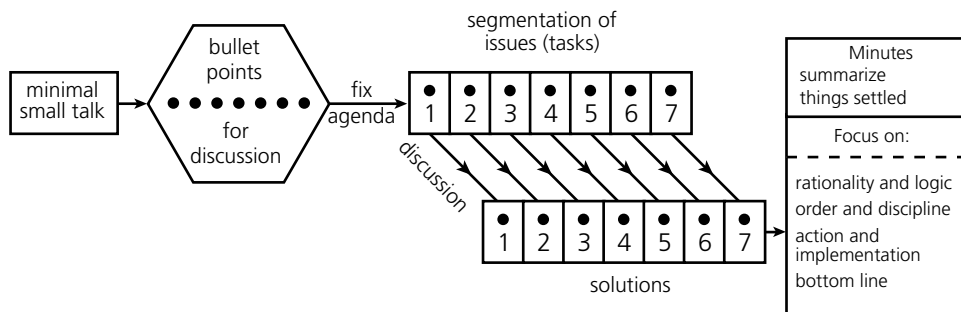 minimal
small talk
bullet
points
for
discussion
fix
agenda
segmentation of
issues (tasks)
1 2 3 4 5 6 7
discussion
1 2 3 4 5 6 7
solutions
Minutes
summarize
things settled
Focus on:
rationality and logic
order and discipline
action and
implementation
bottom line